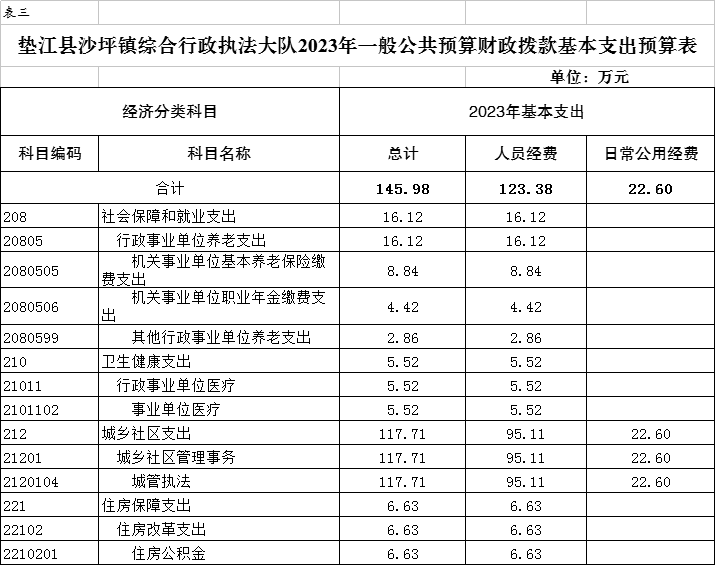 表三
垫江县沙坪镇综合行政执法大队2023年一般公共预算财政拨款基本支出预算表
单位：万元
经济分类科目 2023年基本支出
科目编码 科目名称 总计 人员经费 日常公用经费
合计 145.98 123.38 22.60
208 社会保障和就业支出 16.12 16.12
20805 行政事业单位养老支出 16.12 16.12
2080505 机关事业单位基本养老保险缴
费支出 8.84 8.84
2080506 机关事业单位职业年金缴费支
出 4.42 4.42
2080599 其他行政事业单位养老支出 2.86 2.86
210 卫生健康支出 5.52 5.52
21011 行政事业单位医疗 5.52 5.52
2101102 事业单位医疗 5.52 5.52
212 城乡社区支出 117.71 95.11 22.60
21201 城乡社区管理事务 117.71 95.11 22.60
2120104 城管执法 117.71 95.11 22.60
221 住房保障支出 6.63 6.63
22102 住房改革支出 6.63 6.63
2210201 住房公积金 6.63 6.63